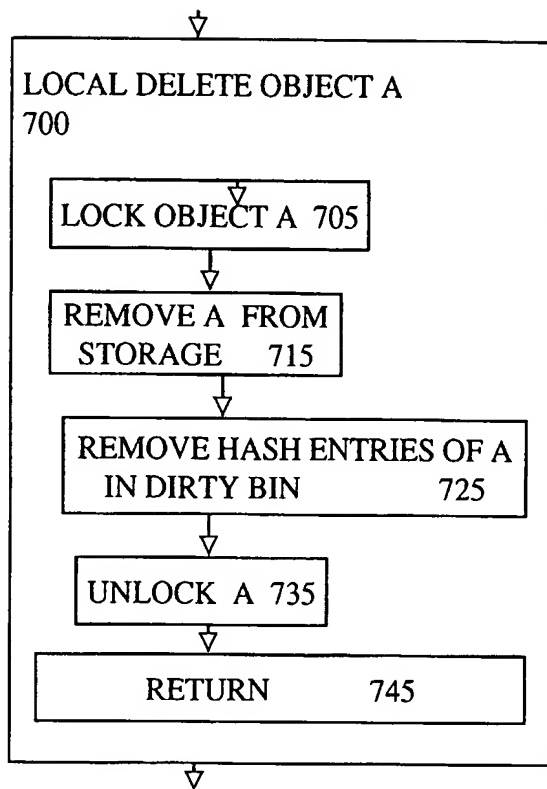 LOCAL DELETE OBJECT A
700
LOCK OBJECT A 705
REMOVE A FROM
STORAGE 715
REMOVE HASH ENTRIES OF A
IN DIRTY BIN 725
UNLOCK A 735
RETURN 745